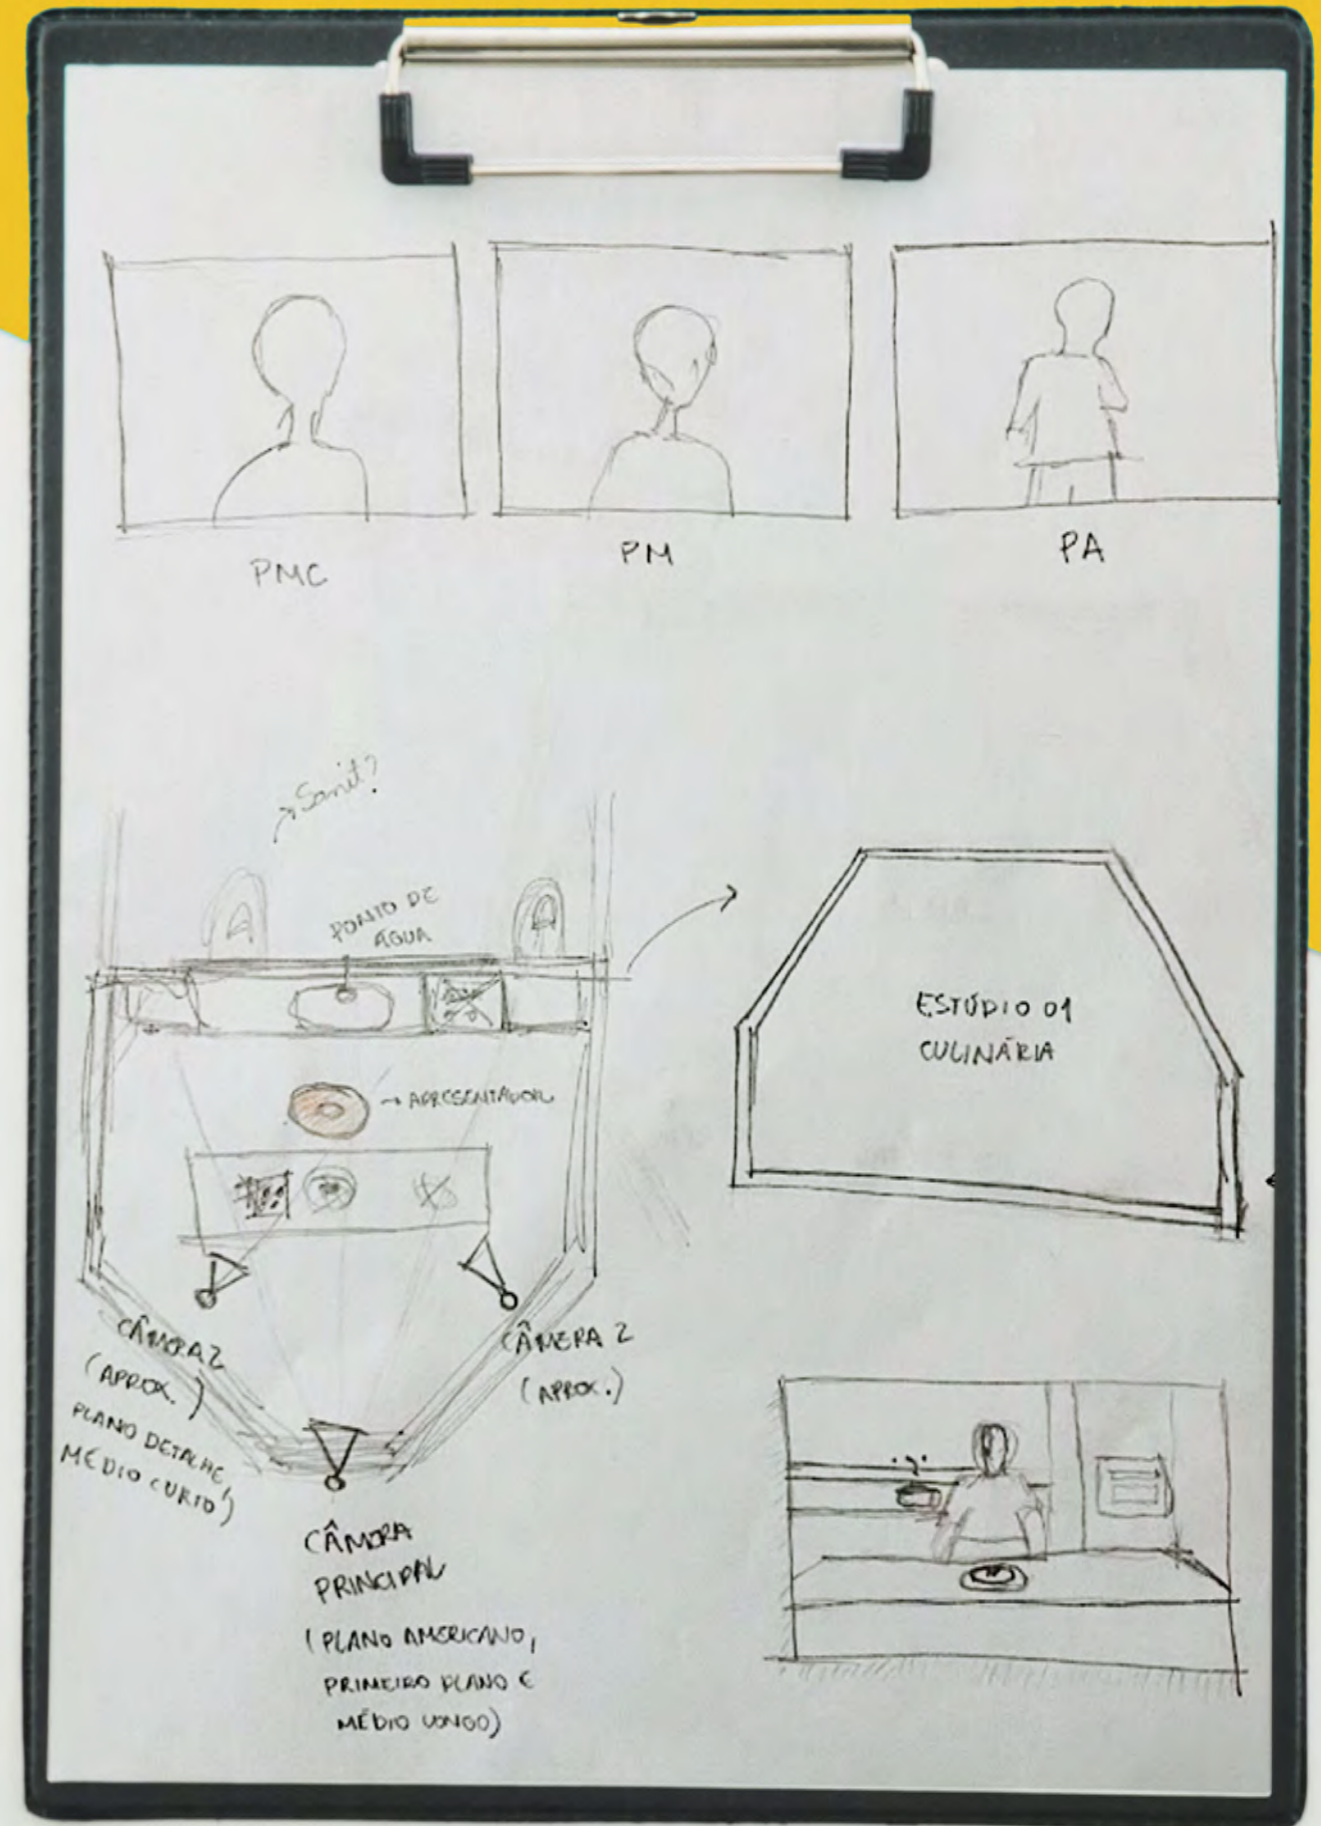 PMC
PM
PA
Sanit?
PONTO DE
ÁGUA
→ APRESENTADOR
ESTÚDIO 01
CULINÁRIA
CÂMERA 2
(APROX.)
PLANO DETALHE,
MÉDIO CURTO)
CÂMERA 2
(APROX.)
CÂMERA
PRINCIPAL
(PLANO AMERICANO,
PRIMEIRO PLANO E
MÉDIO LONGO)